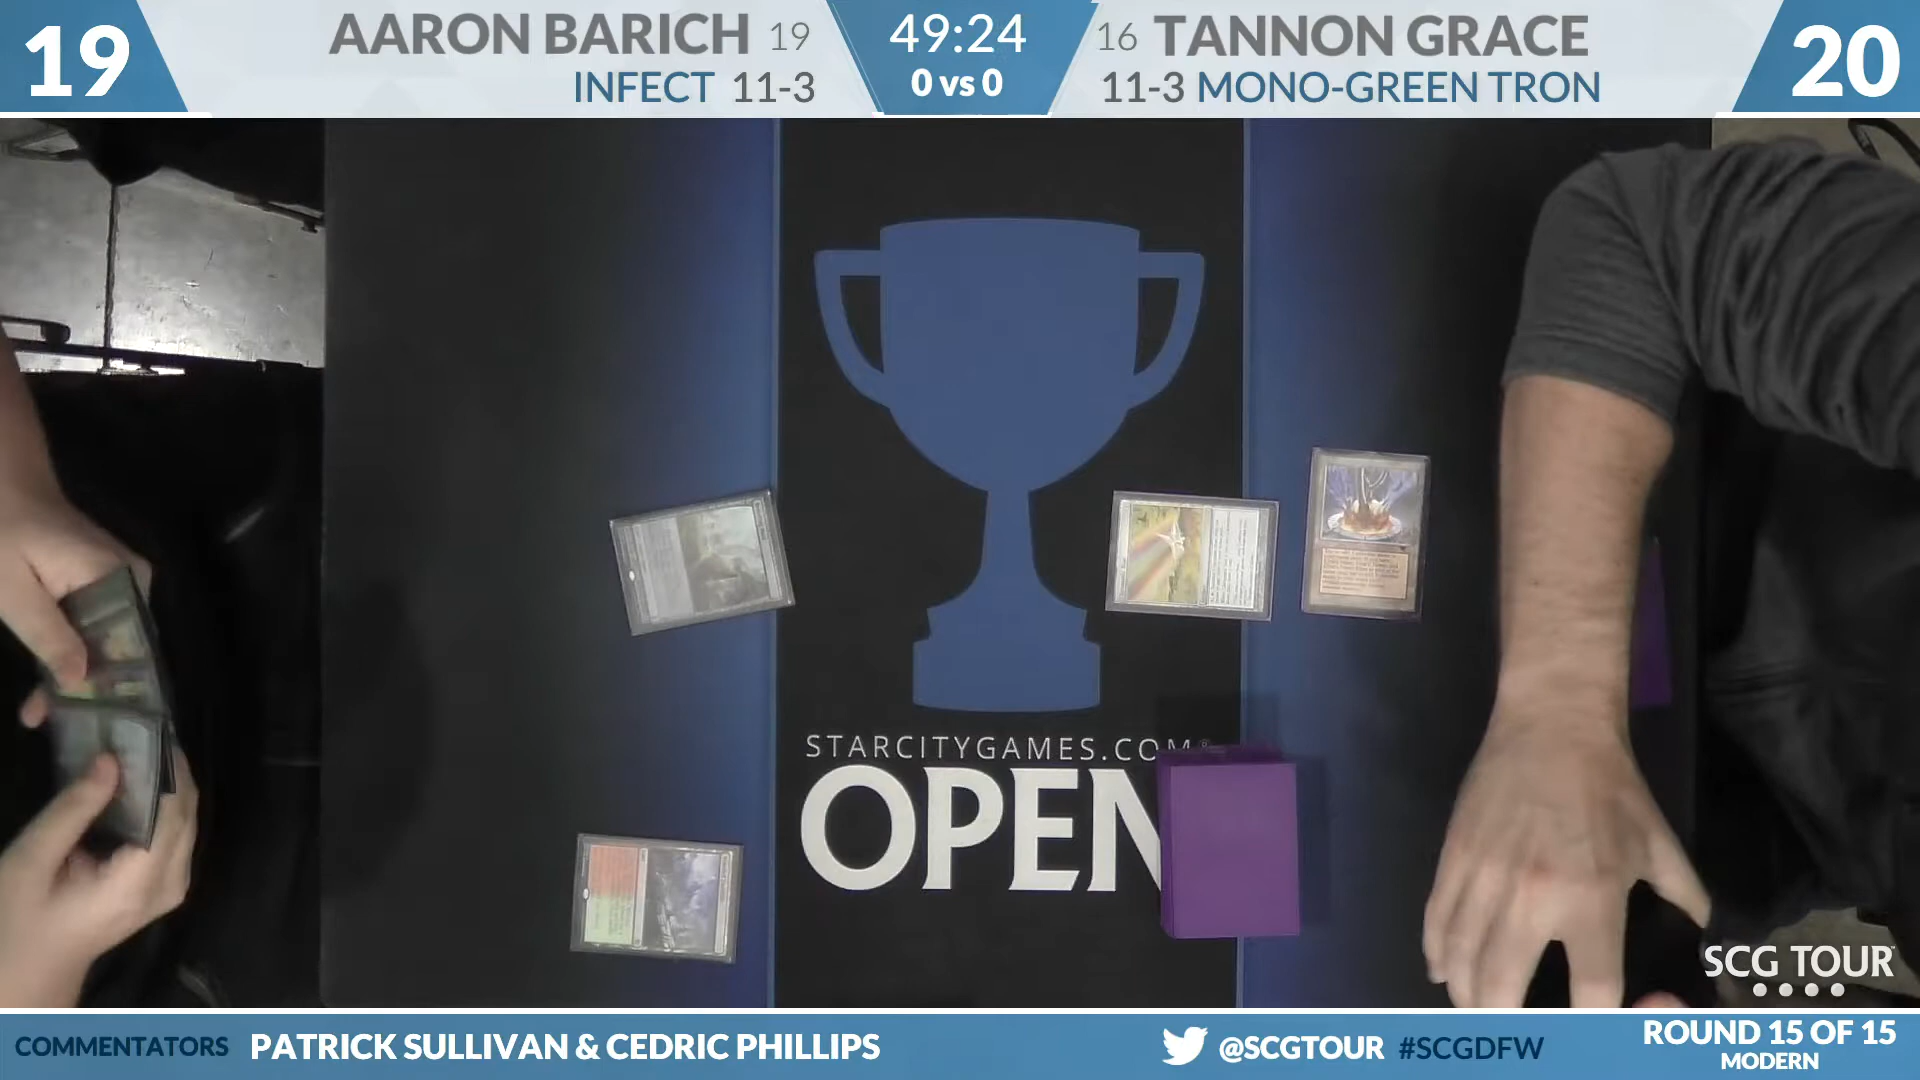 19
AARON BARICH 19
INFECT 11-3
49:24
0 vs 0
16 TANNON GRACE
11-3 MONO-GREEN TRON
20
STARCITYGAMES.COM
OPEN
SCG TOUR
COMMENTATORS PATRICK SULLIVAN & CEDRIC PHILLIPS
@SCGTOUR #SCGDFW
ROUND 15 OF 15
MODERN